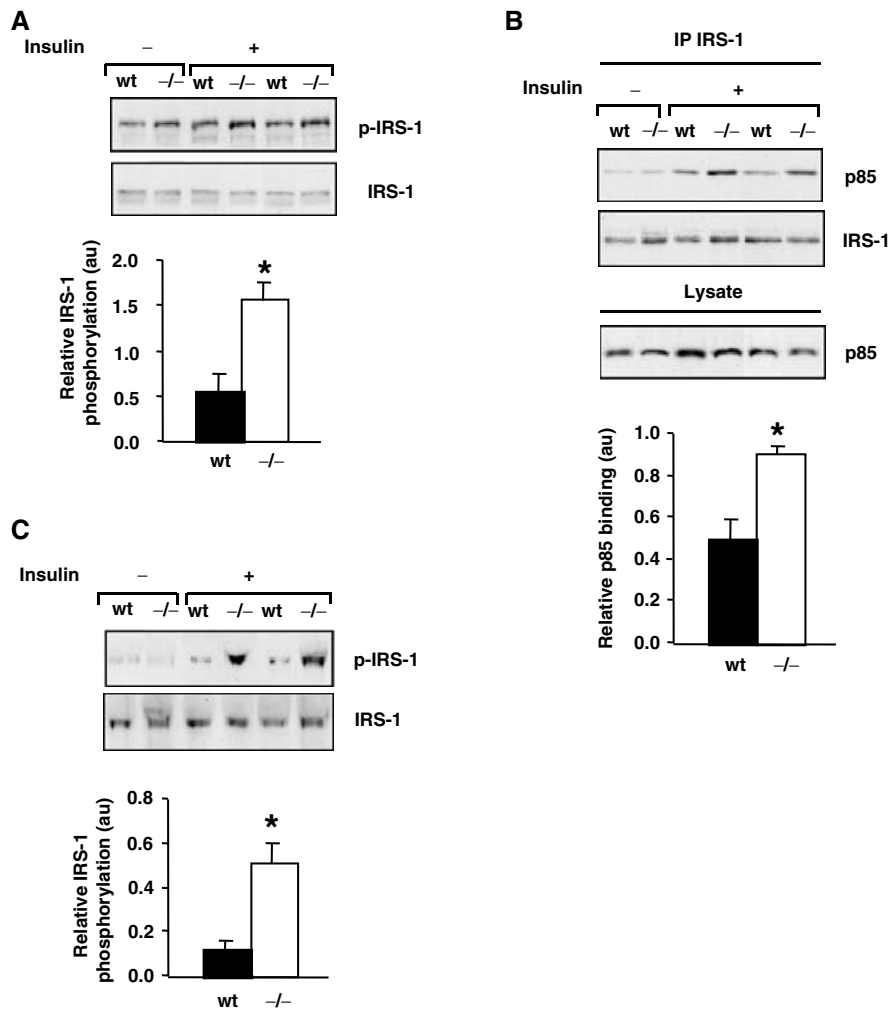 A
Insulin – +
wt –/– wt –/– wt –/–
p-IRS-1
IRS-1
Relative IRS-1
phosphorylation (au)
2.0
1.5
1.0
0.5
0.0
*
wt –/–
B
IP IRS-1
Insulin – +
wt –/– wt –/– wt –/–
p85
IRS-1
Lysate
p85
Relative p85 binding (au)
1.0
0.8
0.6
0.4
0.2
0.0
*
wt –/–
C
Insulin – +
wt –/– wt –/– wt –/–
p-IRS-1
IRS-1
Relative IRS-1
phosphorylation (au)
0.8
0.6
0.4
0.2
0.0
*
wt –/–